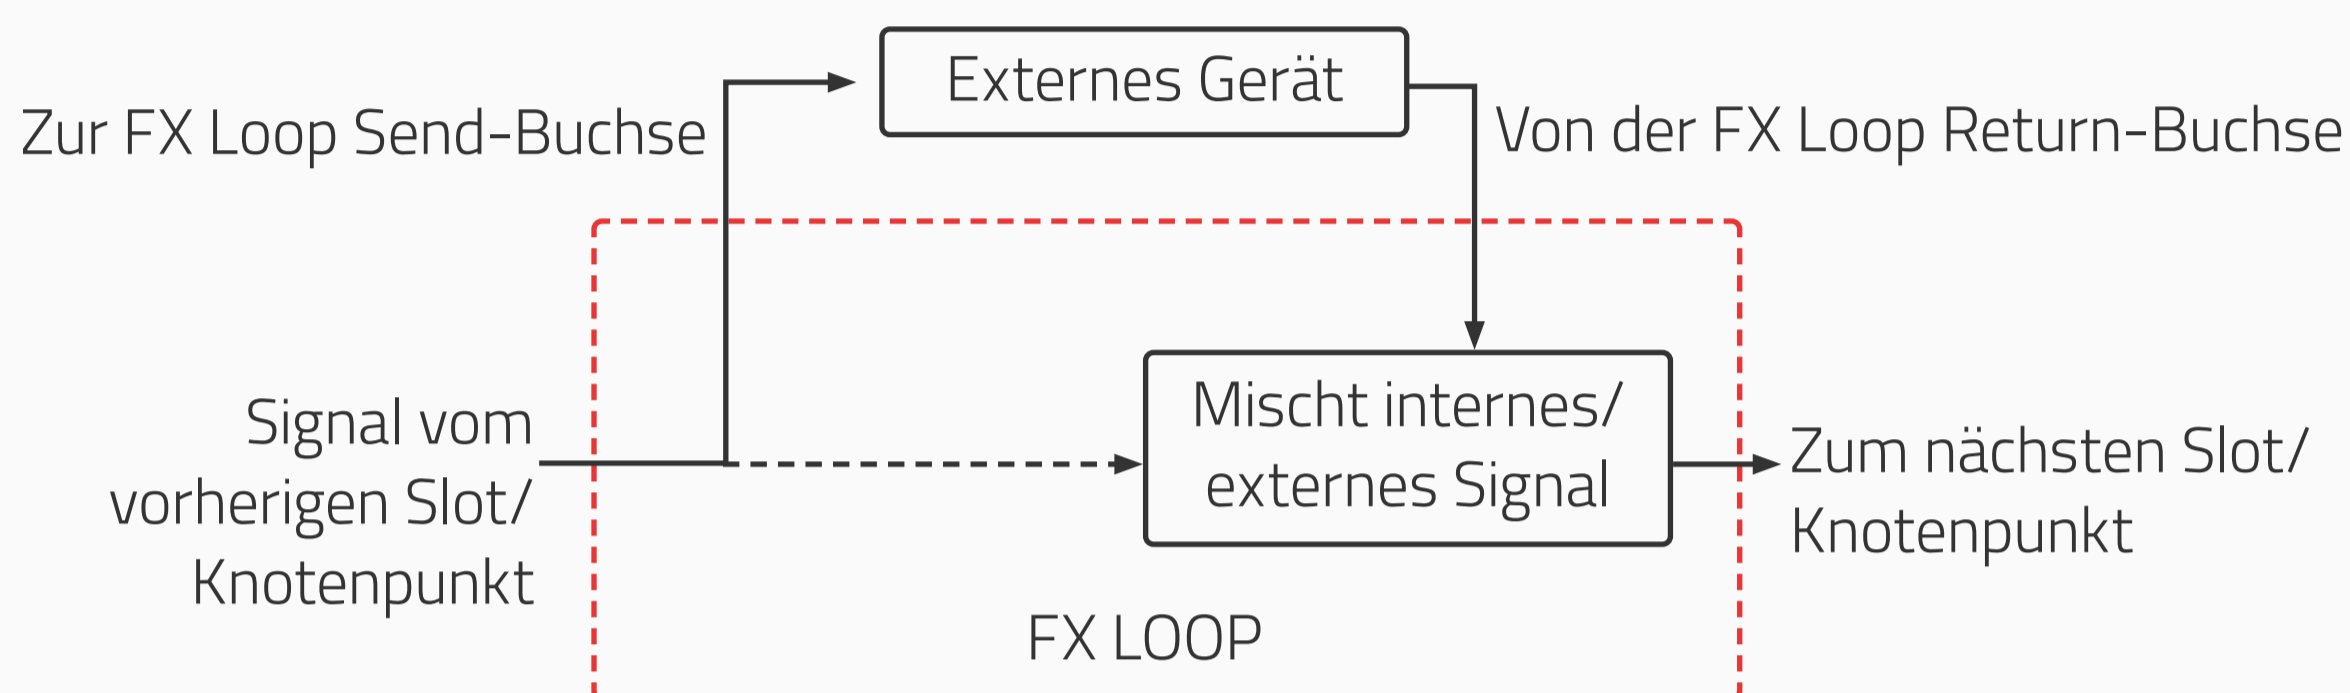 Externes Gerät
Zur FX Loop Send-Buchse
Von der FX Loop Return-Buchse
Signal vom
vorherigen Slot/
Knotenpunkt
Mischt internes/
externes Signal
Zum nächsten Slot/
Knotenpunkt
FX LOOP